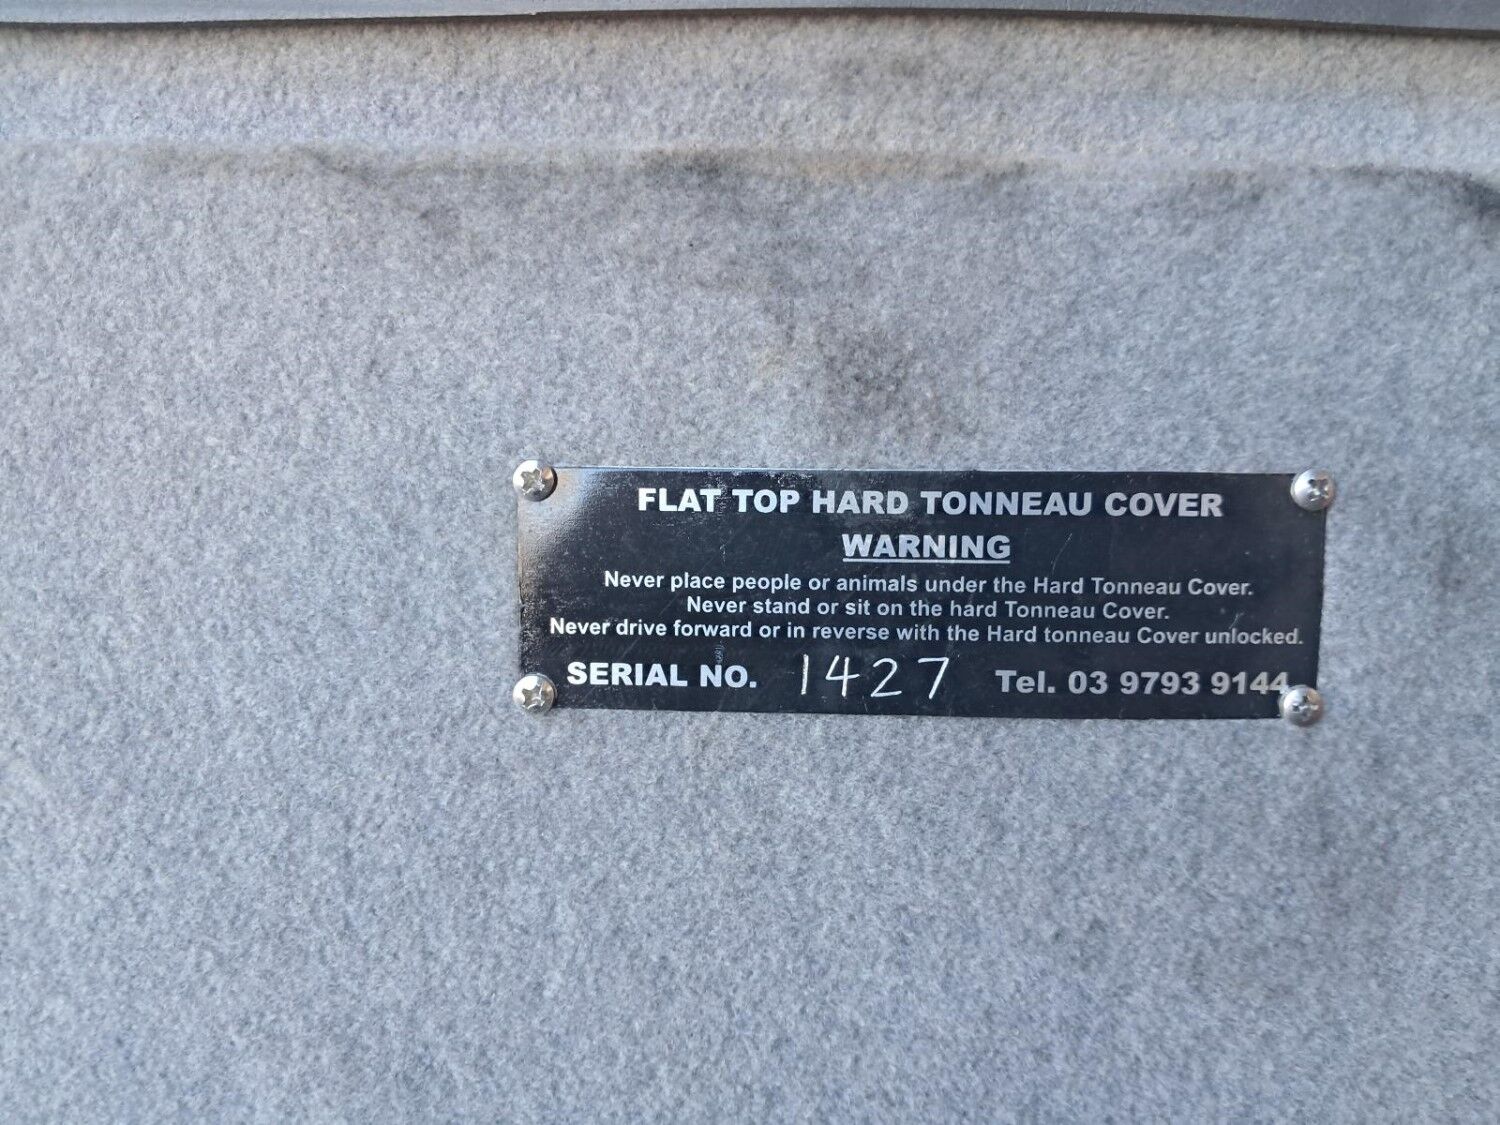 FLAT TOP HARD TONNEAU COVER
WARNING
Never place people or animals under the Hard Tonneau Cover.
Never stand or sit on the hard Tonneau Cover.
Never drive forward or in reverse with the Hard tonneau Cover unlocked.
SERIAL NO. 1427 Tel. 03 9793 9144